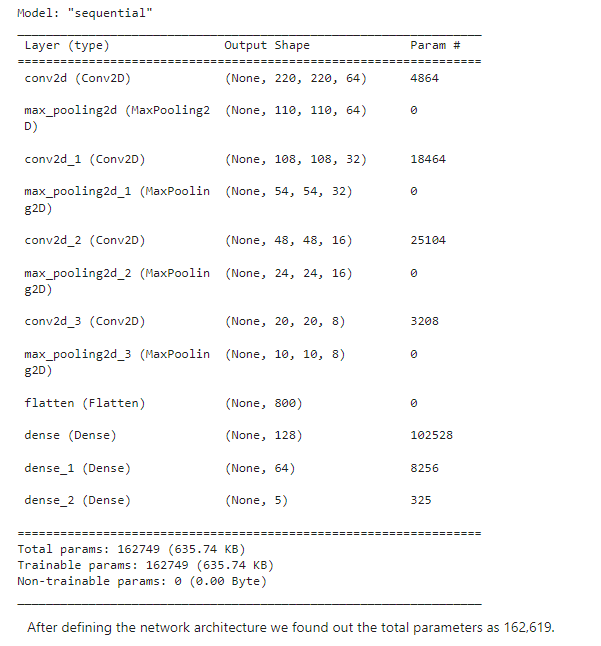 Model: "sequential"
_________________________________________________________________
Layer (type) Output Shape Param #
=================================================================
conv2d (Conv2D) (None, 220, 220, 64) 4864
max_pooling2d (MaxPooling2 (None, 110, 110, 64) 0
D)
conv2d_1 (Conv2D) (None, 108, 108, 32) 18464
max_pooling2d_1 (MaxPoolin (None, 54, 54, 32) 0
g2D)
conv2d_2 (Conv2D) (None, 48, 48, 16) 25104
max_pooling2d_2 (MaxPoolin (None, 24, 24, 16) 0
g2D)
conv2d_3 (Conv2D) (None, 20, 20, 8) 3208
max_pooling2d_3 (MaxPoolin (None, 10, 10, 8) 0
g2D)
flatten (Flatten) (None, 800) 0
dense (Dense) (None, 128) 102528
dense_1 (Dense) (None, 64) 8256
dense_2 (Dense) (None, 5) 325
=================================================================
Total params: 162749 (635.74 KB)
Trainable params: 162749 (635.74 KB)
Non-trainable params: 0 (0.00 Byte)
_________________________________________________________________
After defining the network architecture we found out the total parameters as 162,619.